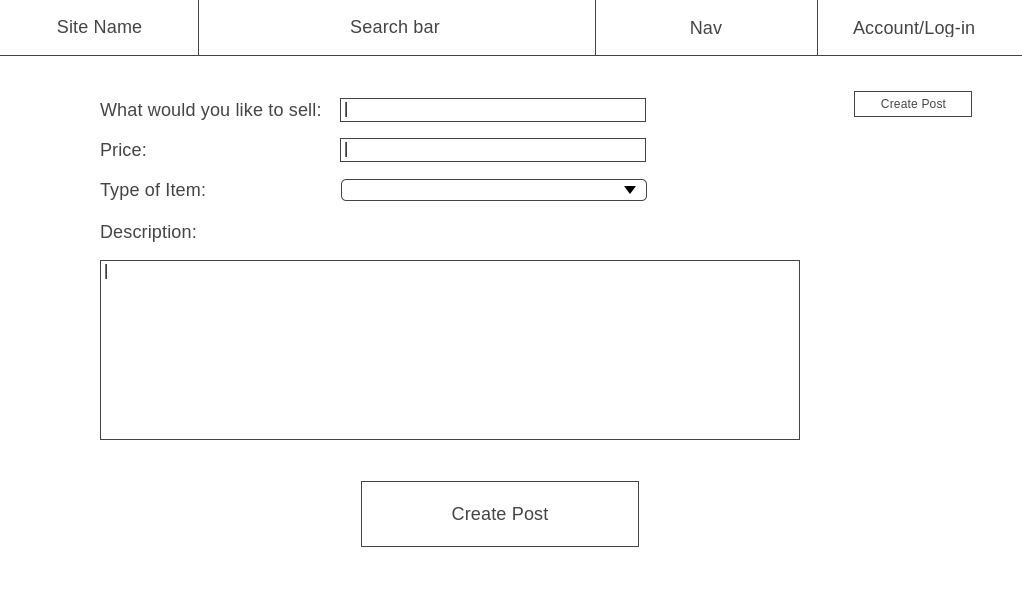 Site Name
Search bar
Nav
Account/Log-in
What would you like to sell:
Create Post
Price:
Type of Item:
Description:
Create Post